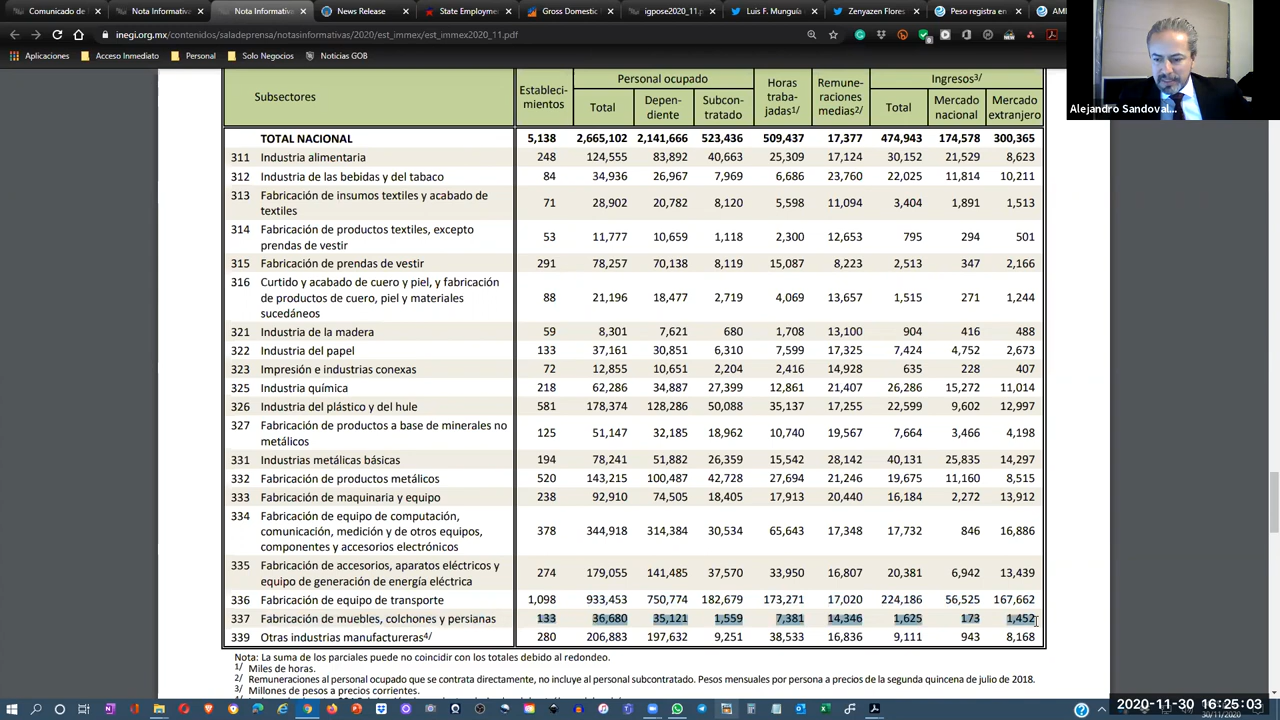 Comunicado de
Nota Informativ
Nota Informativ
News Release
State Employme
Gross Domestic
igpose2020_11.p
Luis F. Munguía
Zenyazen Flores
Peso registra en
AMI
inegi.org.mx/contenidos/saladeprensa/notasinformativas/2020/est_immex/est_immex2020_11.pdf
Aplicaciones Acceso Inmediato Personal Solo Negocios Noticias GOB
Alejandro Sandoval...
Subsectores
Estableci-
mientos
Personal ocupado
Total
Depen-
diente
Subcon-
tratado
Horas
traba-
jadas1/
Remune-
raciones
medias2/
Ingresos3/
Total
Mercado
nacional
Mercado
extranjero
TOTAL NACIONAL 5,138 2,665,102 2,141,666 523,436 509,437 17,377 474,943 174,578 300,365
311 Industria alimentaria 248 124,555 83,892 40,663 25,309 17,124 30,152 21,529 8,623
312 Industria de las bebidas y del tabaco 84 34,936 26,967 7,969 6,686 23,760 22,025 11,814 10,211
313 Fabricación de insumos textiles y acabado de
textiles 71 28,902 20,782 8,120 5,598 11,094 3,404 1,891 1,513
314 Fabricación de productos textiles, excepto
prendas de vestir 53 11,777 10,659 1,118 2,300 12,653 795 294 501
315 Fabricación de prendas de vestir 291 78,257 70,138 8,119 15,087 8,223 2,513 347 2,166
316 Curtido y acabado de cuero y piel, y fabricación
de productos de cuero, piel y materiales 88 21,196 18,477 2,719 4,069 13,657 1,515 271 1,244
sucedáneos
321 Industria de la madera 59 8,301 7,621 680 1,708 13,100 904 416 488
322 Industria del papel 133 37,161 30,851 6,310 7,599 17,325 7,424 4,752 2,673
323 Impresión e industrias conexas 72 12,855 10,651 2,204 2,416 14,928 635 228 407
325 Industria química 218 62,286 34,887 27,399 12,861 21,407 26,286 15,272 11,014
326 Industria del plástico y del hule 581 178,374 128,286 50,088 35,137 17,255 22,599 9,602 12,997
327 Fabricación de productos a base de minerales no
metálicos 125 51,147 32,185 18,962 10,740 19,567 7,664 3,466 4,198
331 Industrias metálicas básicas 194 78,241 51,882 26,359 15,542 28,142 40,131 25,835 14,297
332 Fabricación de productos metálicos 520 143,215 100,487 42,728 27,694 21,246 19,675 11,160 8,515
333 Fabricación de maquinaria y equipo 238 92,910 74,505 18,405 17,913 20,440 16,184 2,272 13,912
334 Fabricación de equipo de computación,
comunicación, medición y de otros equipos, 378 344,918 314,384 30,534 65,643 17,348 17,732 846 16,886
componentes y accesorios electrónicos
335 Fabricación de accesorios, aparatos eléctricos y
equipo de generación de energía eléctrica 274 179,055 141,485 37,570 33,950 16,807 20,381 6,942 13,439
336 Fabricación de equipo de transporte 1,098 933,453 750,774 182,679 173,271 17,020 224,186 56,525 167,662
337 Fabricación de muebles, colchones y persianas 133 36,680 35,121 1,559 7,381 14,346 1,625 173 1,452
339 Otras industrias manufactureras4/ 280 206,883 197,632 9,251 38,533 16,836 9,111 943 8,168
Nota: La suma de los parciales puede no coincidir con los totales debido al redondeo.
1/ Miles de horas.
2/ Remuneraciones al personal ocupado que se contrata directamente, no incluye al personal subcontratado. Pesos mensuales por persona a precios de la segunda quincena de julio de 2018.
3/ Millones de pesos a precios corrientes.
2020-11-30 16:25:03
30/11/2020